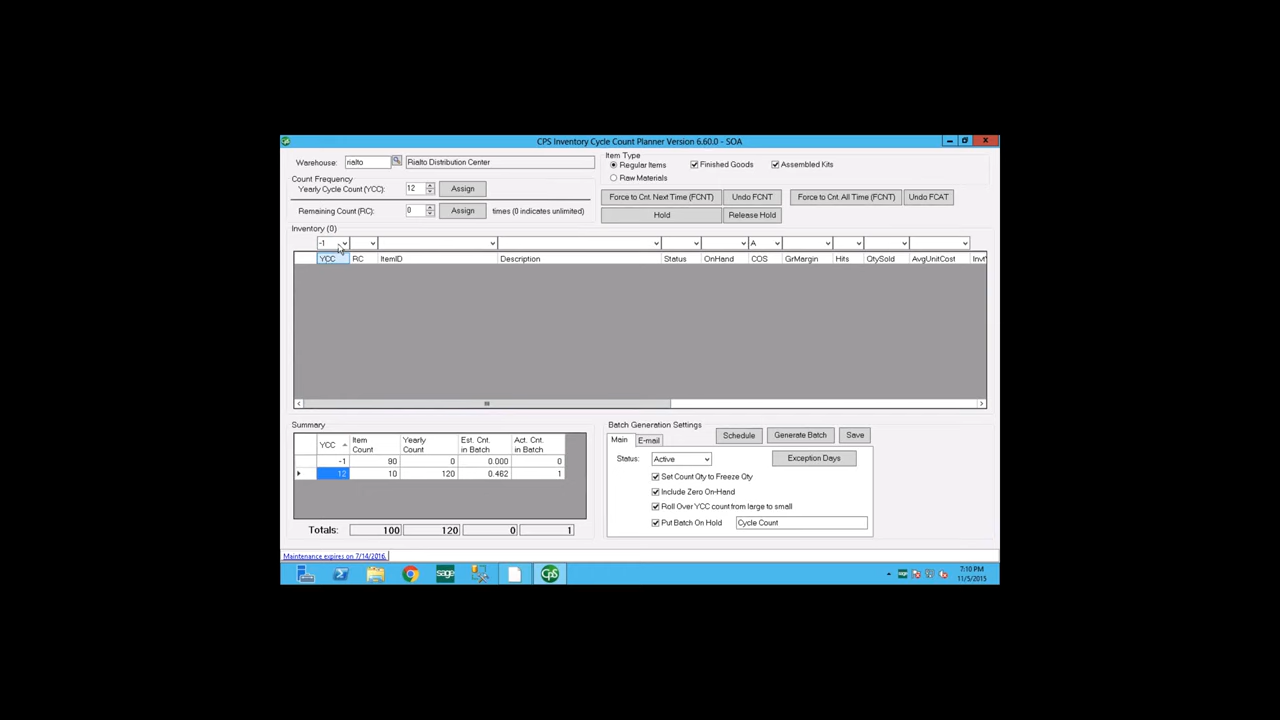 CPS Inventory Cycle Count Planner Version 6.60.0 - SOA
Warehouse: rialto Rialto Distribution Center
Item Type
Regular Items Finished Goods Assembled Kits
Raw Materials
Count Frequency
Yearly Cycle Count (YCC): 12 Assign
Remaining Count (RC): 0 Assign times (0 indicates unlimited)
Force to Cnt. Next Time (FCNT) Undo FCNT Force to Cnt. All Time (FCAT) Undo FCAT
Hold Release Hold
Inventory (0)
-1 A
YCC RC ItemID Description Status OnHand COS GrMargin Hits QtySold AvgUnitCost
Summary
YCC Item Count Yearly Count Est. Cnt. in Batch Act. Cnt. in Batch
-1 90 0 0.000 0
12 10 120 0.462 1
Totals: 100 120 0 1
Batch Generation Settings
Main E-mail Schedule Generate Batch Save
Status: Active Exception Days
Set Count Qty to Freeze Qty
Include Zero On-Hand
Roll Over YCC count from large to small
Put Batch On Hold Cycle Count
Maintenance expires on 7/14/2016.
sage CPS
7:10 PM
11/5/2015